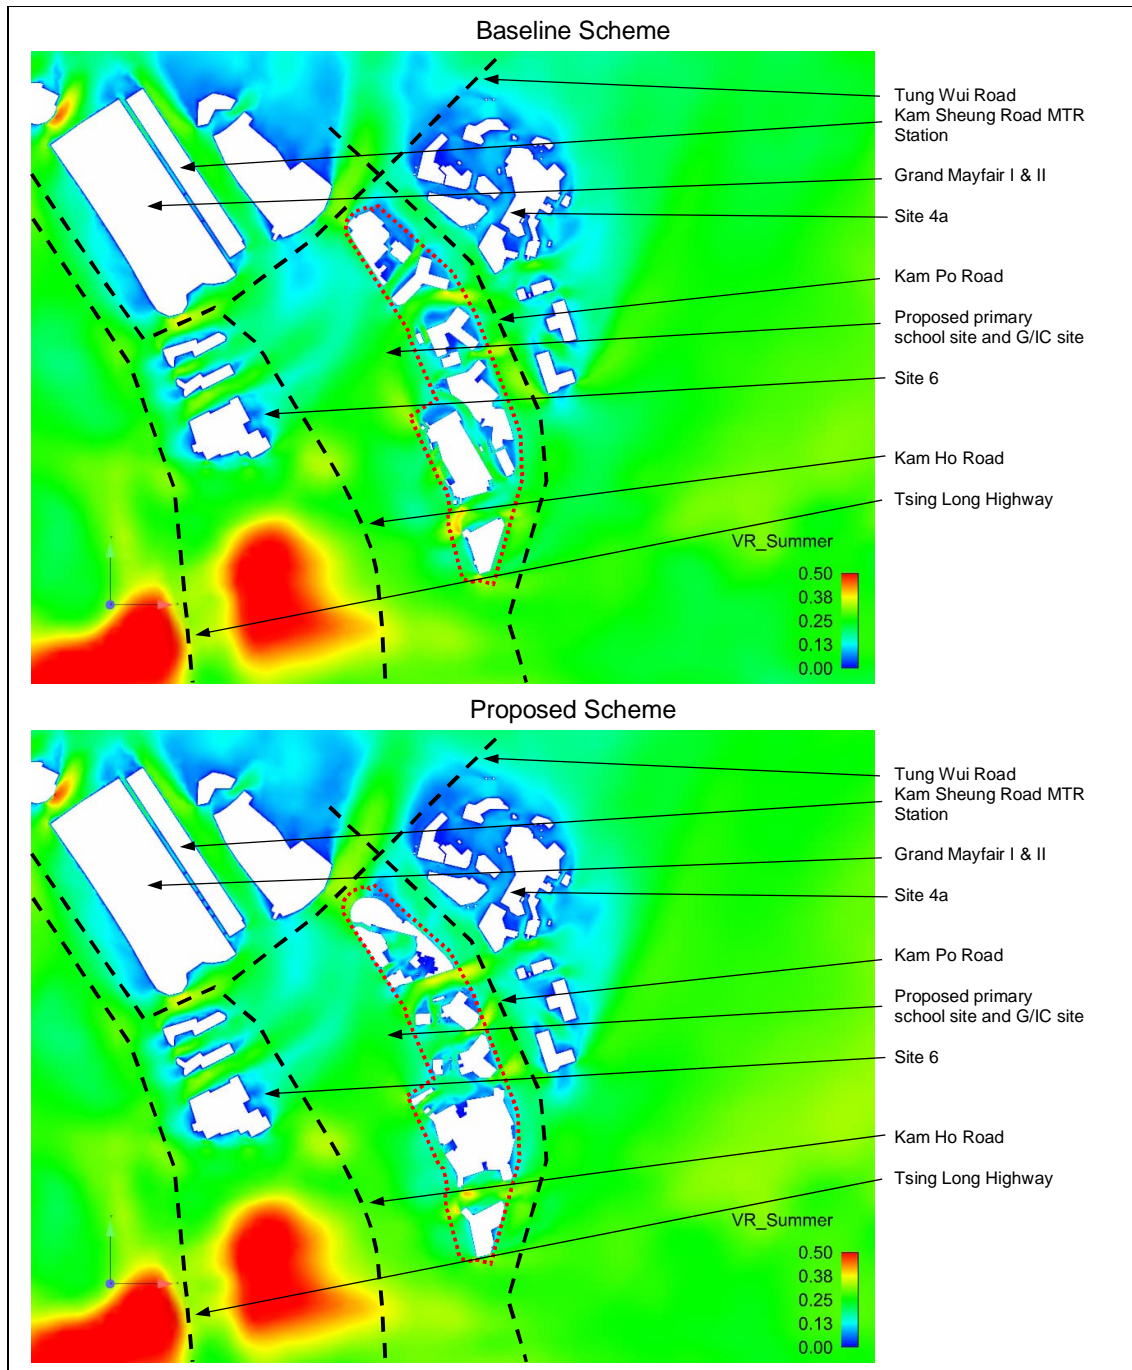 Baseline Scheme
Tung Wui Road
Kam Sheung Road MTR
Station
Grand Mayfair I & II
Site 4a
Kam Po Road
Proposed primary
school site and G/IC site
Site 6
Kam Ho Road
Tsing Long Highway
VR_Summer
0.50
0.38
0.25
0.13
0.00
Proposed Scheme
Tung Wui Road
Kam Sheung Road MTR
Station
Grand Mayfair I & II
Site 4a
Kam Po Road
Proposed primary
school site and G/IC site
Site 6
Kam Ho Road
Tsing Long Highway
VR_Summer
0.50
0.38
0.25
0.13
0.00